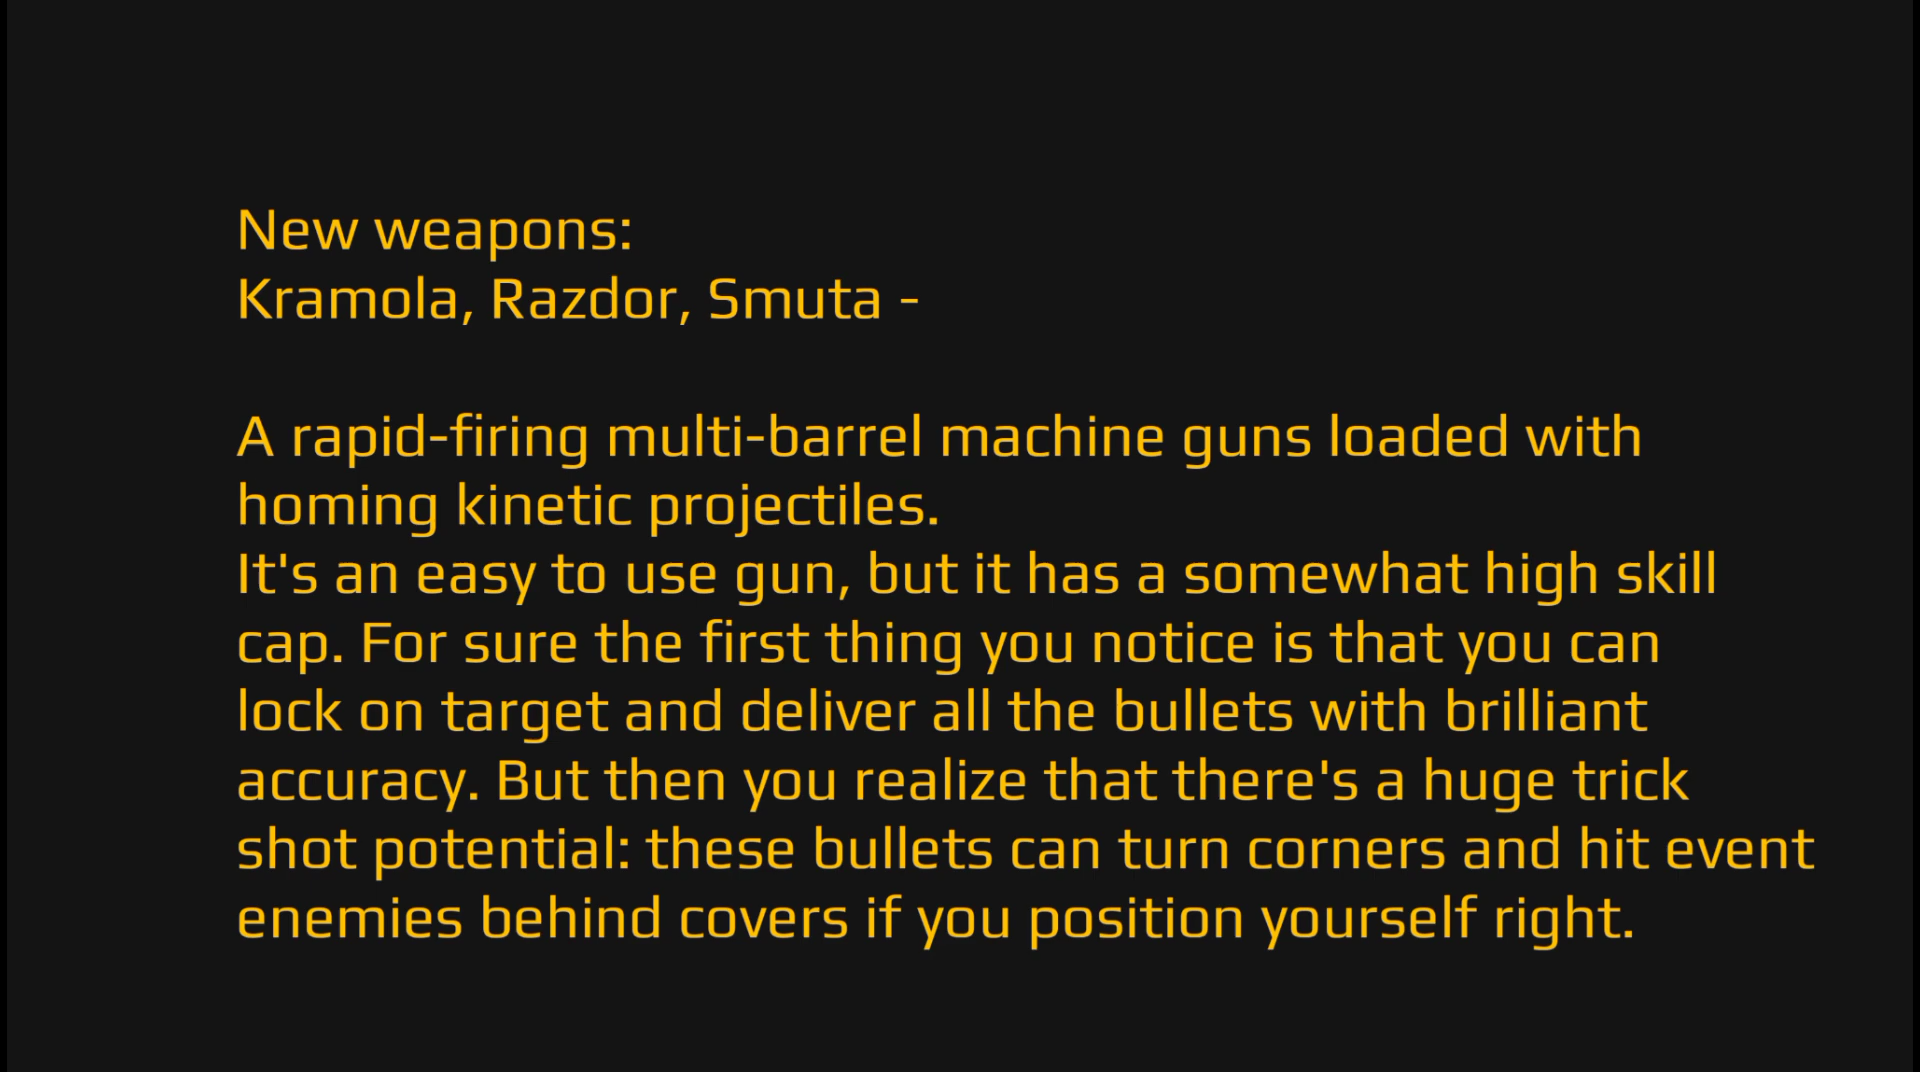 New weapons:
Kramola, Razdor, Smuta -
A rapid-firing multi-barrel machine guns loaded with
homing kinetic projectiles.
It's an easy to use gun, but it has a somewhat high skill
cap. For sure the first thing you notice is that you can
lock on target and deliver all the bullets with brilliant
accuracy. But then you realize that there's a huge trick
shot potential: these bullets can turn corners and hit event
enemies behind covers if you position yourself right.